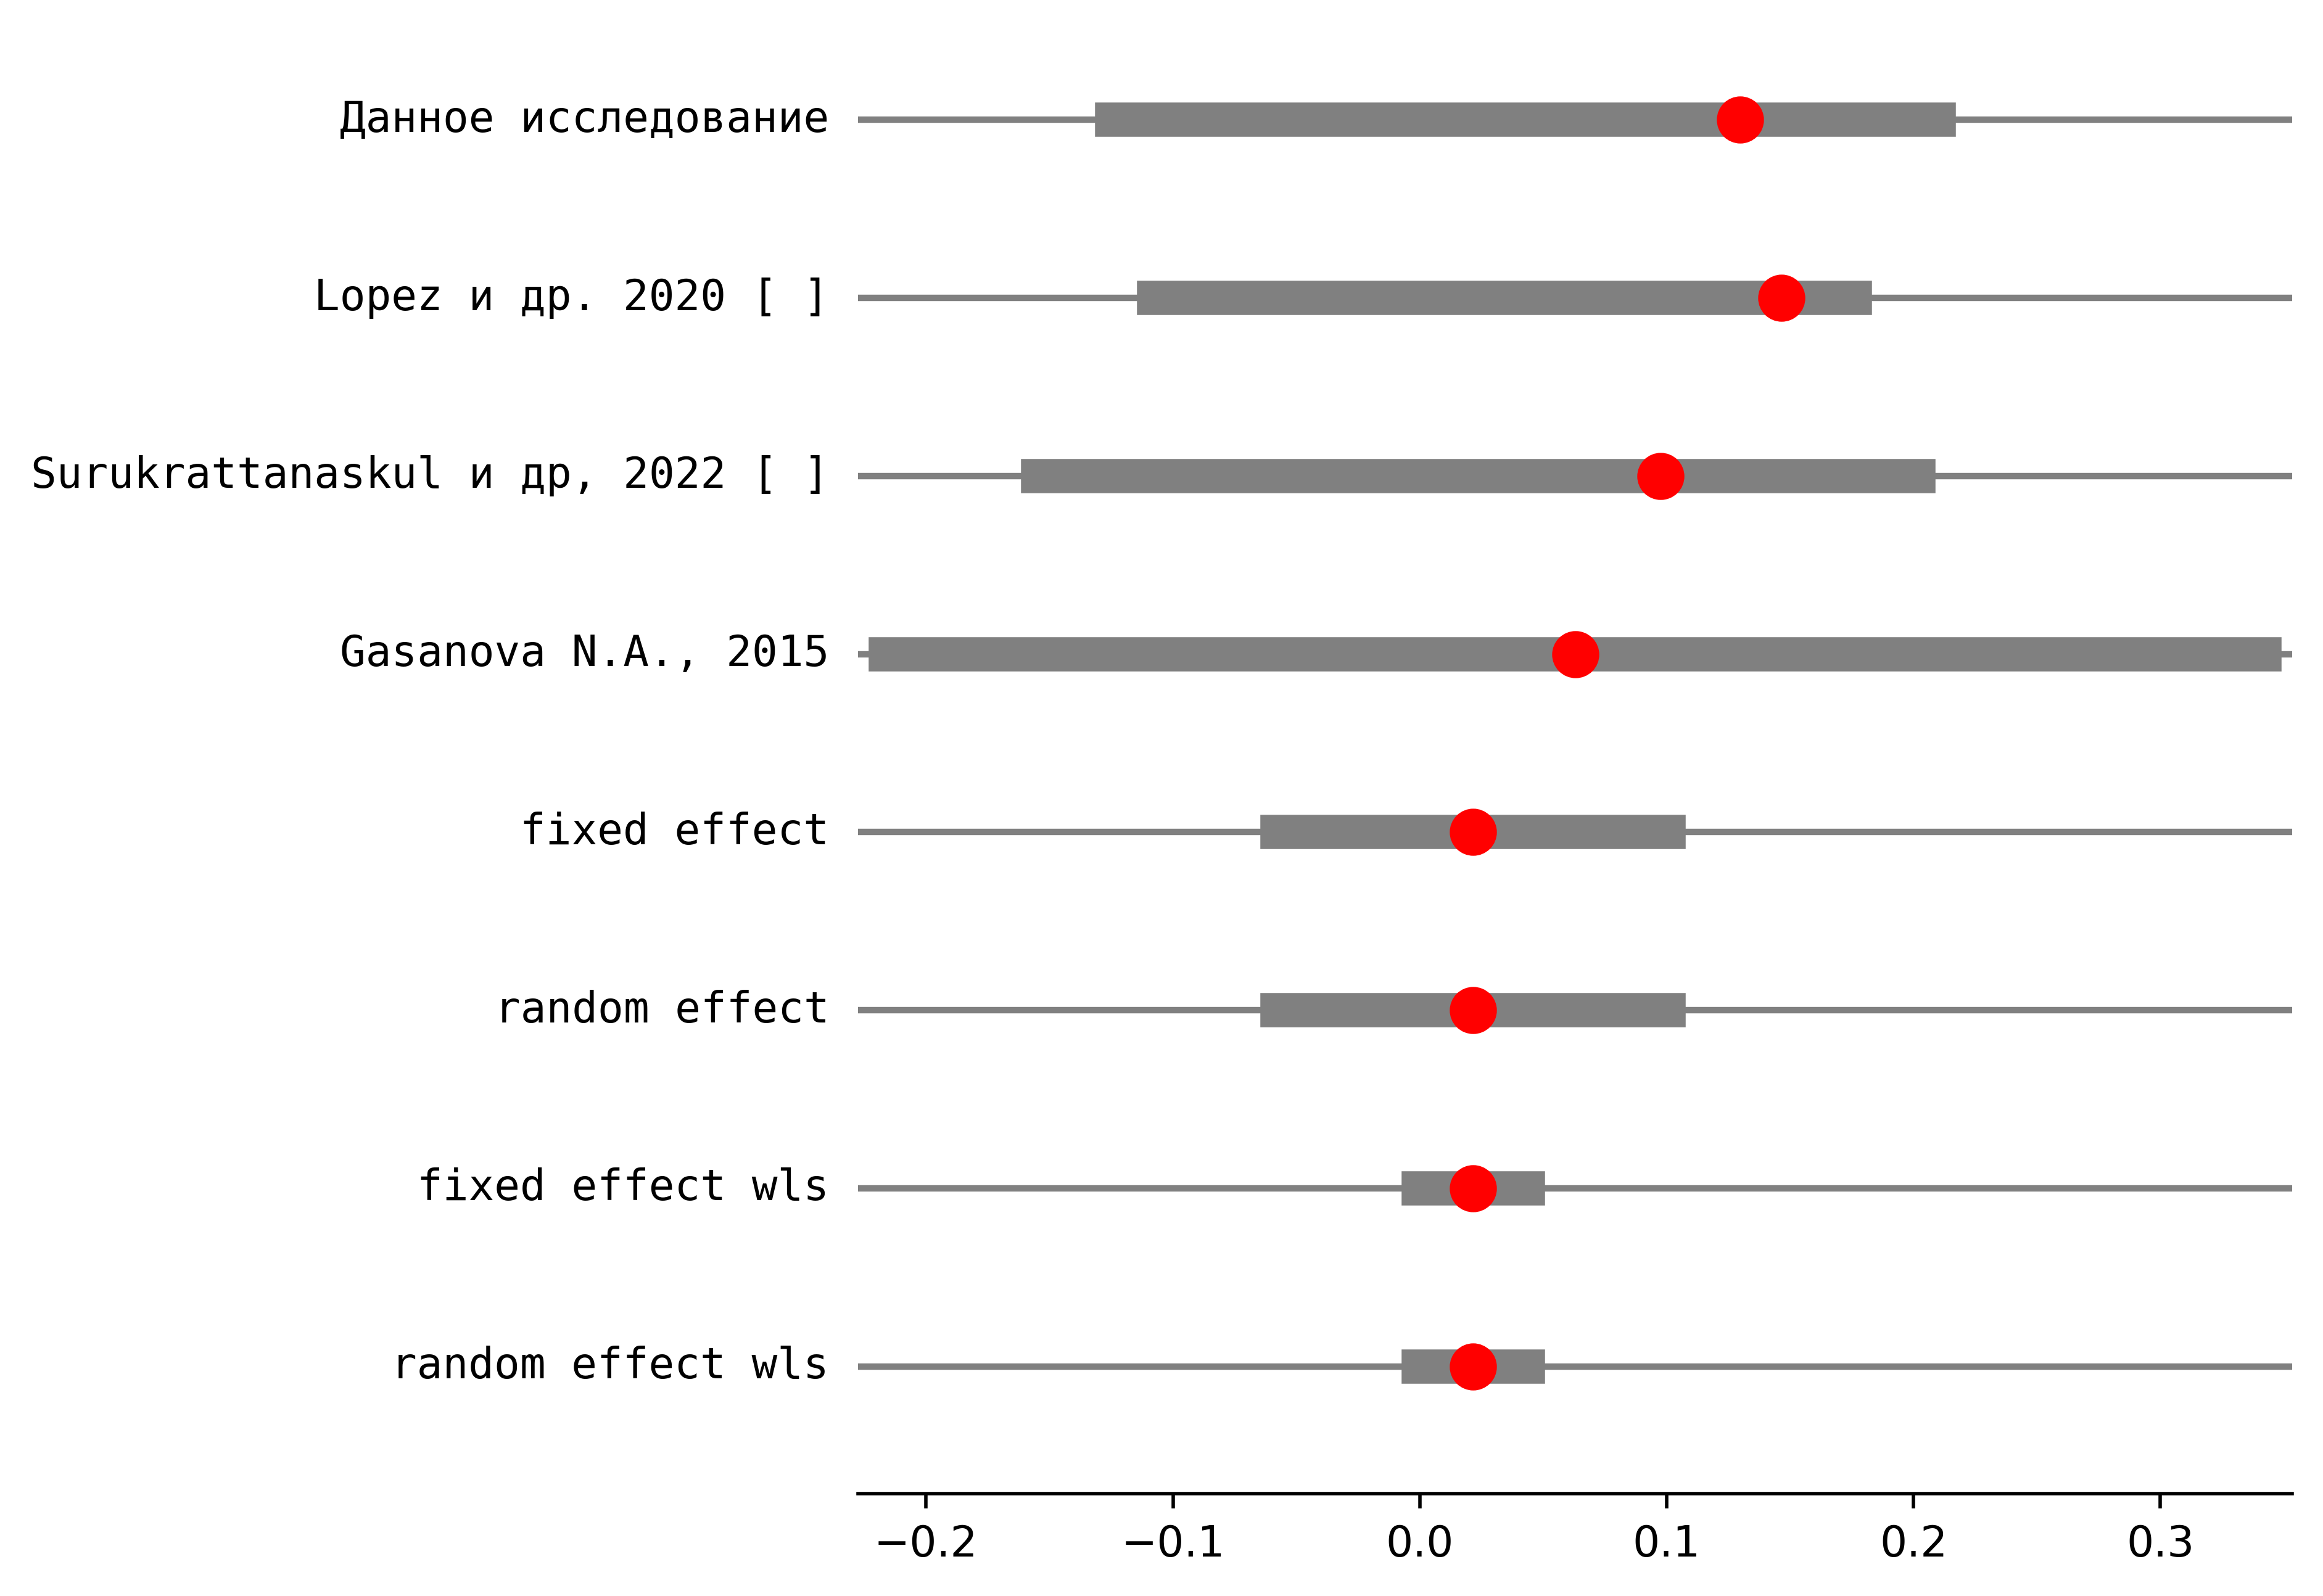 Данное исследование
Lopez и др. 2020 [ ]
Surukrattanaskul и др, 2022 [ ]
Gasanova N.A., 2015
fixed effect
random effect
fixed effect wls
random effect wls
−0.2 −0.1 0.0 0.1 0.2 0.3